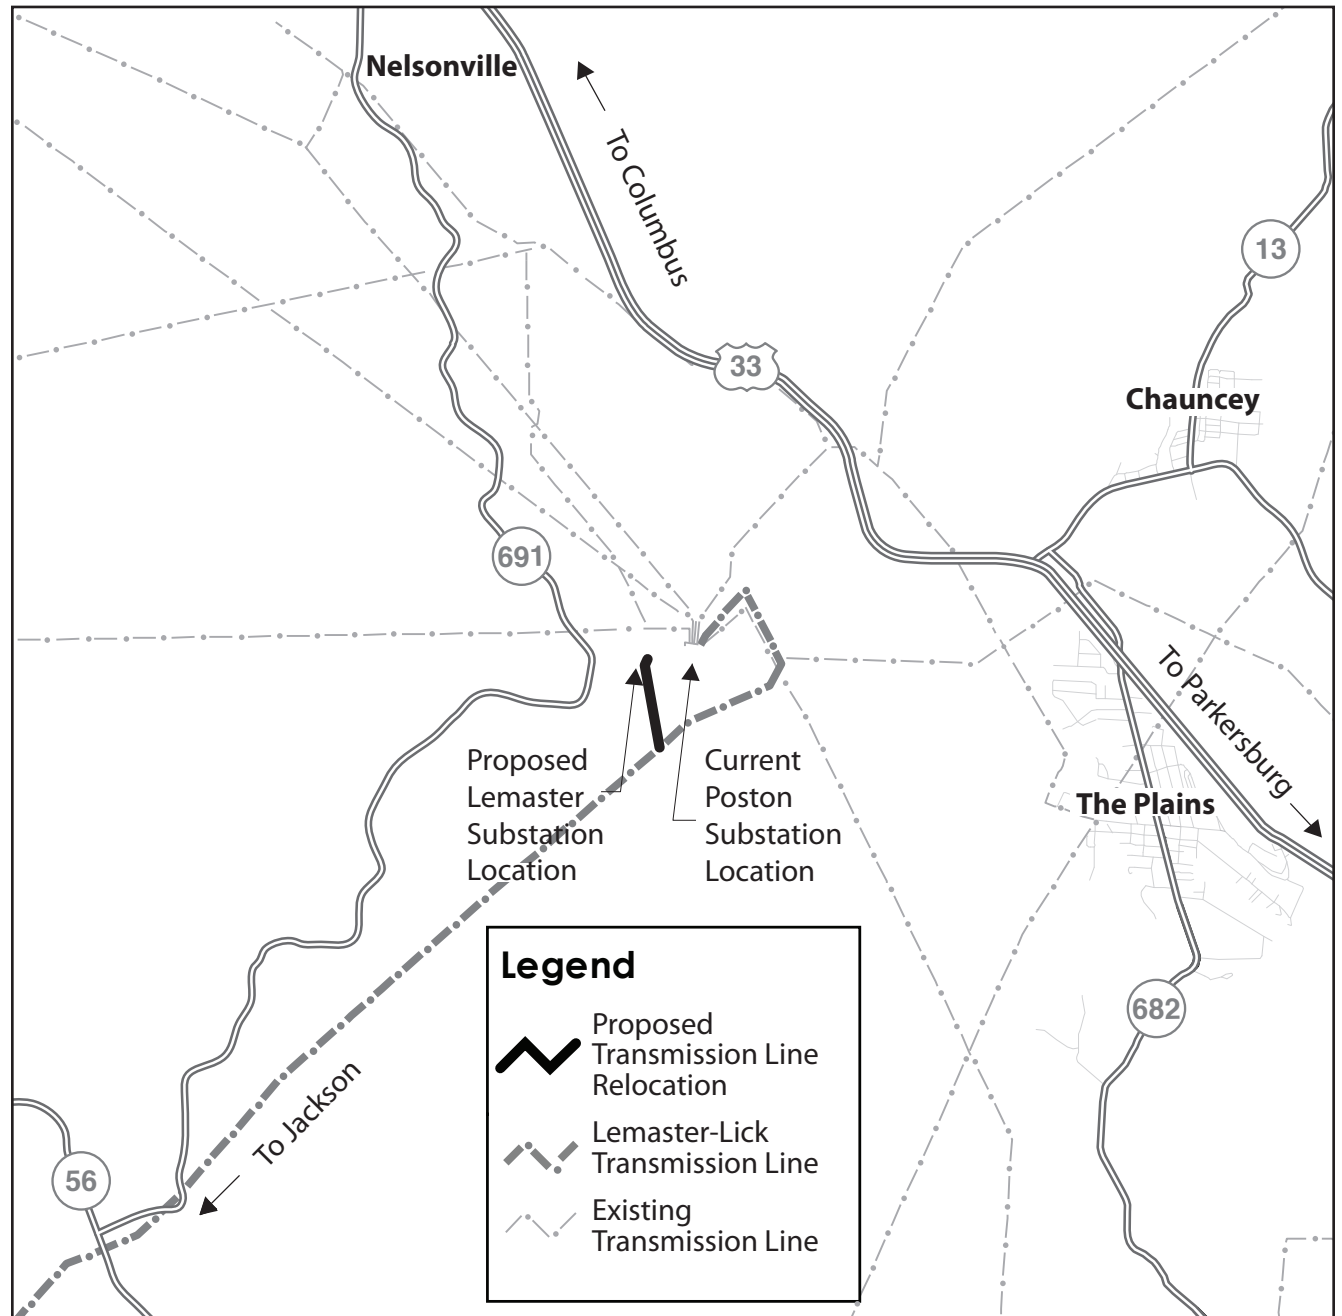 Nelsonville
To Columbus
13
33
Chauncey
691
To Parkersburg
Proposed
Lemaster
Substation
Location
Current
Poston
Substation
Location
The Plains
Legend
Proposed
Transmission Line
Relocation
Lemaster-Lick
Transmission Line
Existing
Transmission Line
682
To Jackson
56